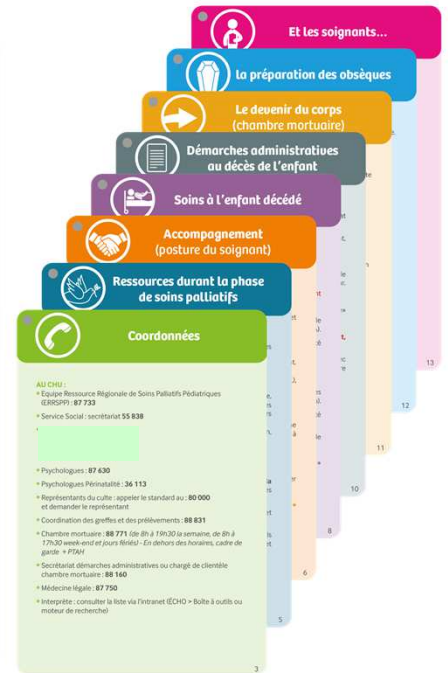 Et les soignants...
La préparation des obsèques
Le devenir du corps
(chambre mortuaire)
Démarches administratives
au décès de l'enfant
Soins à l'enfant décédé
Accompagnement
(posture du soignant)
Ressources durant la phase
de soins palliatifs
Coordonnées
AU CHU :
• Equipe Ressource Régionale de Soins Palliatifs Pédiatriques
(ERRSPP) : 87 733
• Service Social : secrétariat 55 838
• Psychologues : 87 630
• Psychologues Périnatalité : 36 113
• Représentants du culte : appeler le standard au : 80 000
et demander le représentant
• Coordination des greffes et des prélèvements : 88 831
• Chambre mortuaire : 88 771 (de 8h à 19h30 la semaine, de 8h à
17h30 week-end et jours fériés) - En dehors des horaires, cadre de
garde + PTAH
• Secrétariat démarches administratives ou chargé de clientèle
chambre mortuaire : 88 160
• Médecine légale : 87 750
• Interprète : consulter la liste via l'intranet (ÉCHO > Boîte à outils ou
moteur de recherche)
3
5
6
8
10
11
12
13